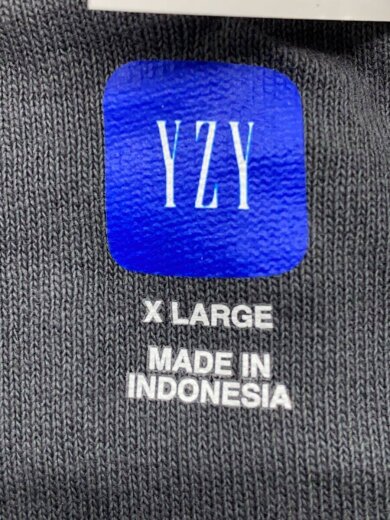 YZY
X LARGE
MADE IN
INDONESIA